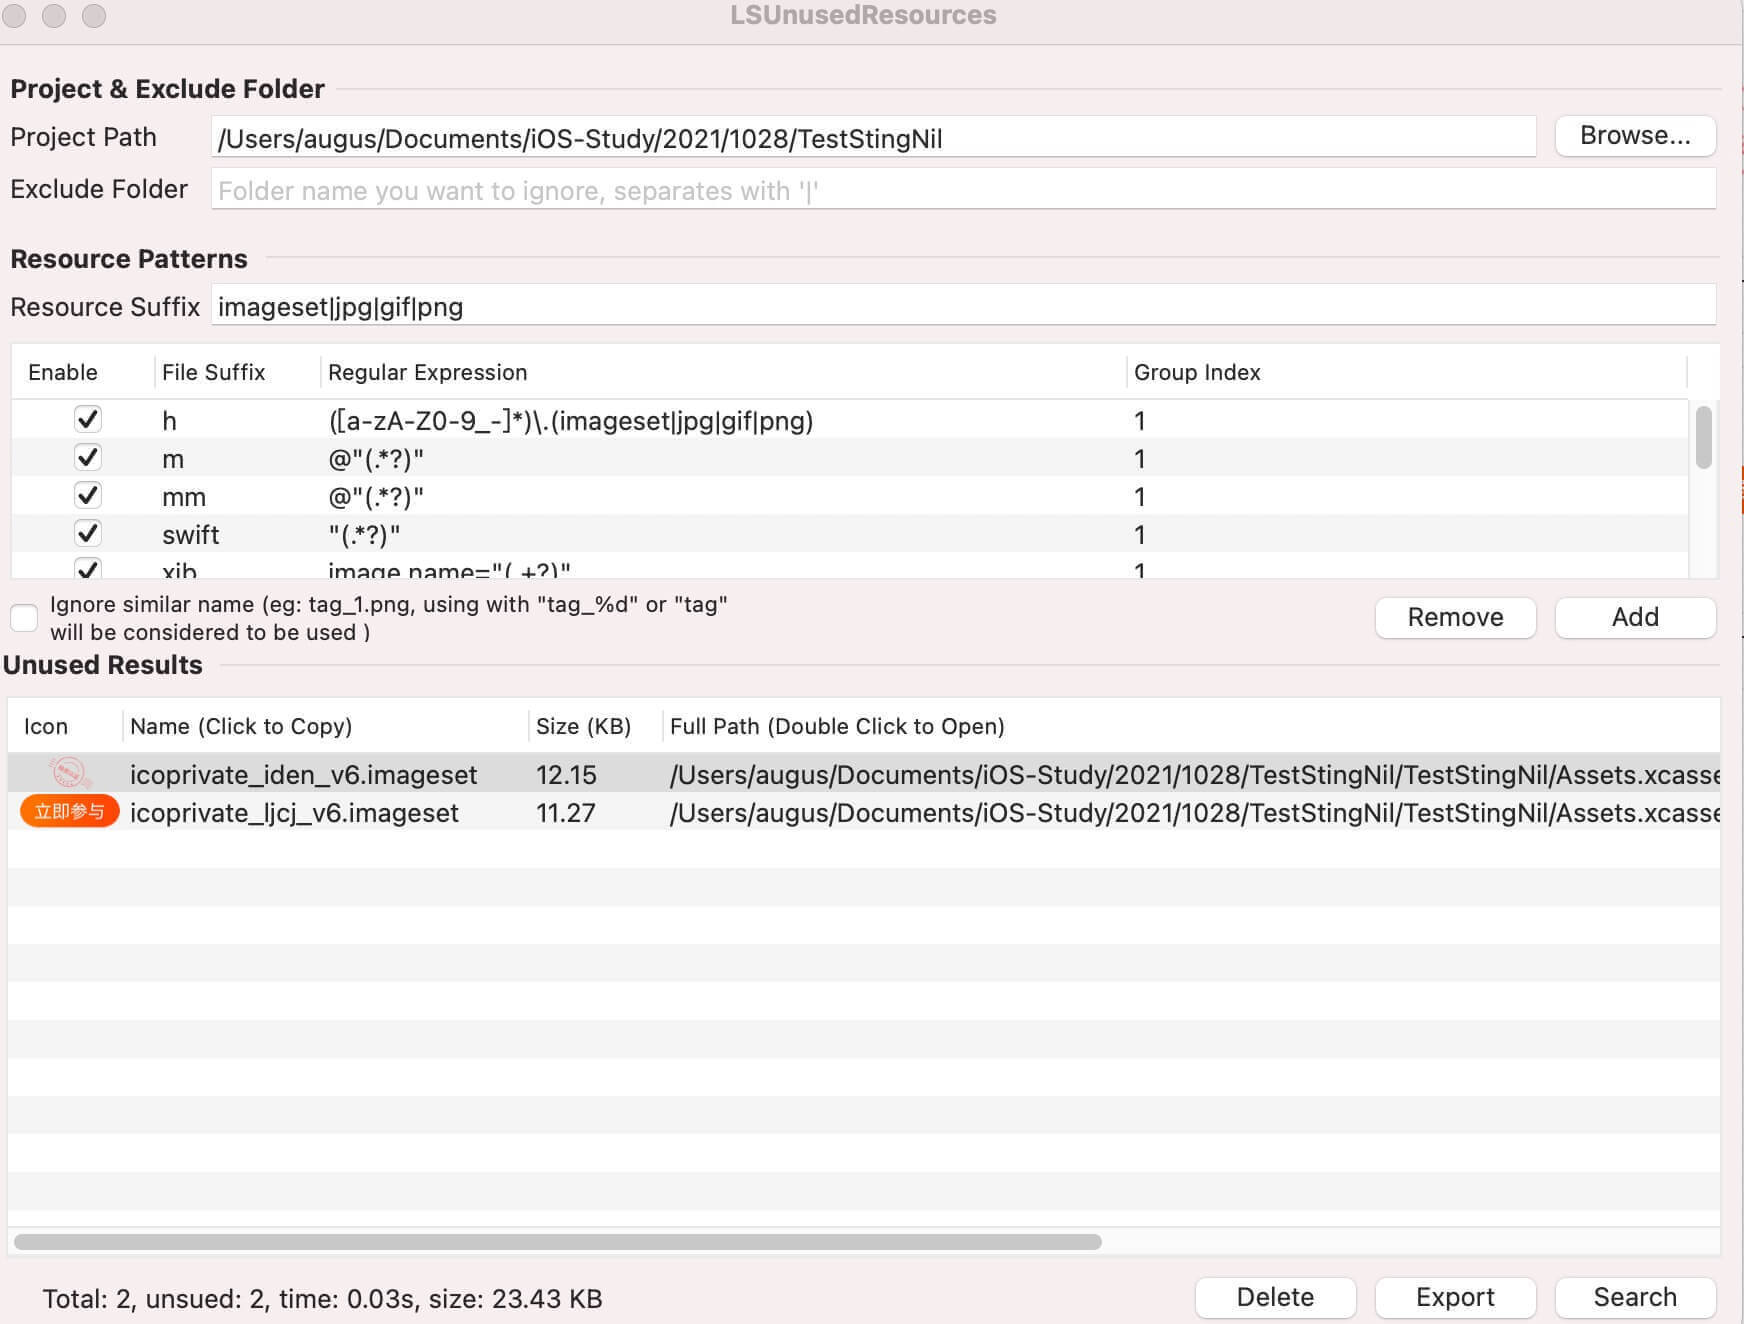 LSUnusedResources
Project & Exclude Folder
Project Path /Users/augus/Documents/iOS-Study/2021/1028/TestStingNil Browse...
Exclude Folder Folder name you want to ignore, separates with '|'
Resource Patterns
Resource Suffix imageset|jpg|gif|png
Enable File Suffix Regular Expression Group Index
h ([a-zA-Z0-9_-]*)\.(imageset|jpg|gif|png) 1
m @"(.*?)" 1
mm @"(.*?)" 1
swift "(.*?)" 1
xib image name="(.+?)" 1
Ignore similar name (eg: tag_1.png, using with "tag_%d" or "tag"
will be considered to be used )
Remove Add
Unused Results
Icon Name (Click to Copy) Size (KB) Full Path (Double Click to Open)
icoprivate_iden_v6.imageset 12.15 /Users/augus/Documents/iOS-Study/2021/1028/TestStingNil/TestStingNil/Assets.xcasse
立即参与 icoprivate_ljcj_v6.imageset 11.27 /Users/augus/Documents/iOS-Study/2021/1028/TestStingNil/TestStingNil/Assets.xcasse
Total: 2, unsued: 2, time: 0.03s, size: 23.43 KB Delete Export Search